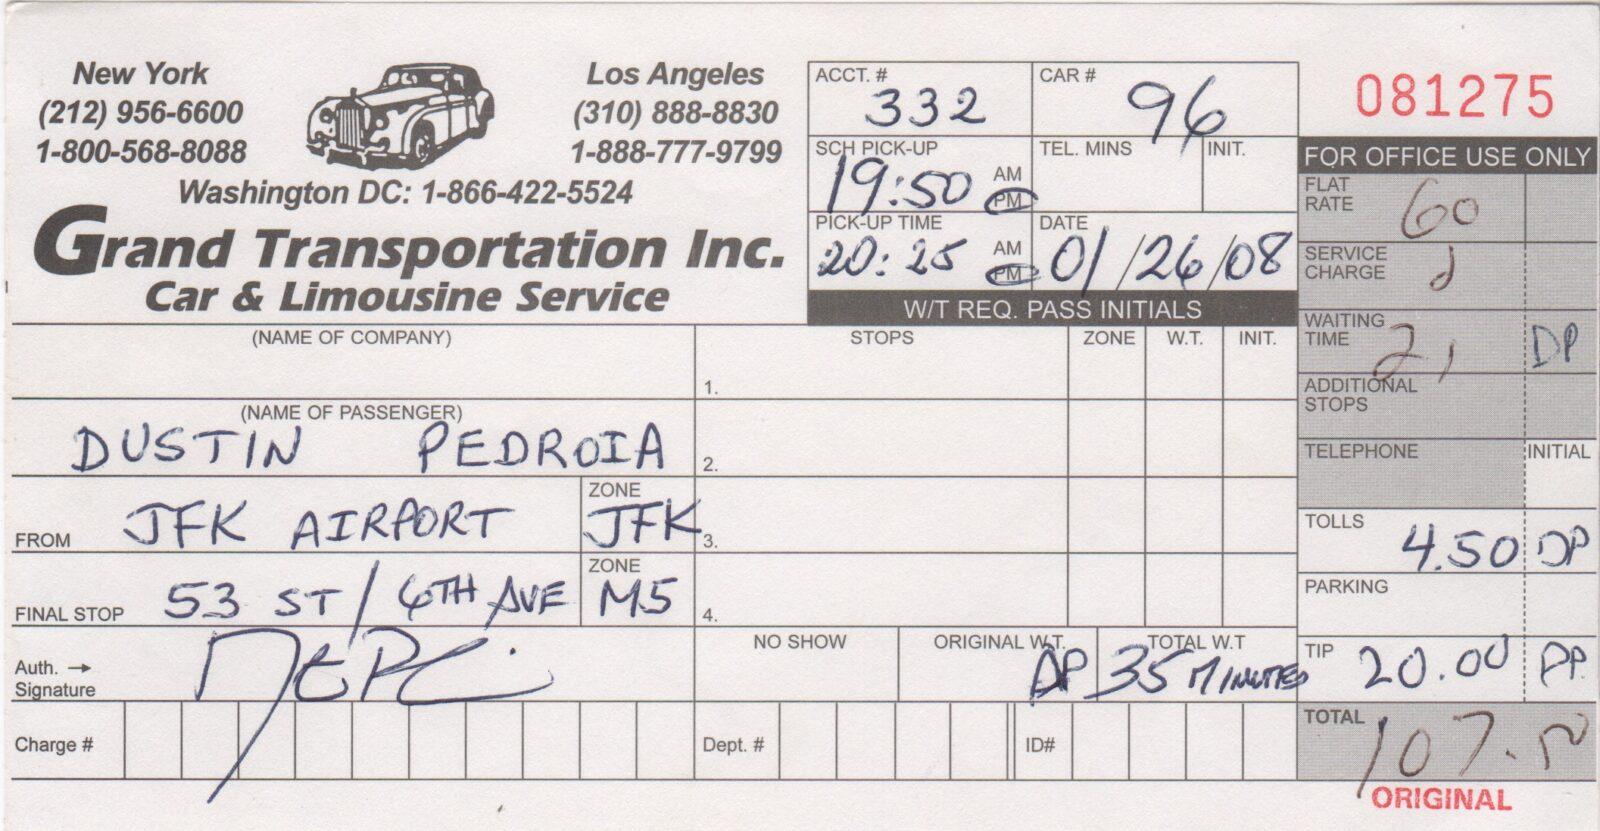 New York
(212) 956-6600
1-800-568-8088
Los Angeles
(310) 888-8830
1-888-777-9799
Washington DC: 1-866-422-5524
Grand Transportation Inc.
Car & Limousine Service
ACCT. # 332
CAR # 96
081275
SCH PICK-UP 19:50 AM PM
TEL. MINS INIT.
PICK-UP TIME 20:25 AM PM
DATE 01/26/08
W/T REQ. PASS INITIALS
FOR OFFICE USE ONLY
FLAT RATE 60
SERVICE CHARGE
WAITING TIME 21 DP
ADDITIONAL STOPS
TELEPHONE INITIAL
TOLLS 4.50 DP
PARKING
TIP 20.00 DP
TOTAL 107.50
ORIGINAL
(NAME OF COMPANY)
STOPS ZONE W.T. INIT.
1.
(NAME OF PASSENGER)
DUSTIN PEDROIA
2.
FROM JFK AIRPORT ZONE JFK
3.
FINAL STOP 53 ST / 6TH AVE ZONE M5
4.
Auth. → Signature
NO SHOW
ORIGINAL W.T. DP
TOTAL W.T 35 MINUTES
Charge #
Dept. #
ID#